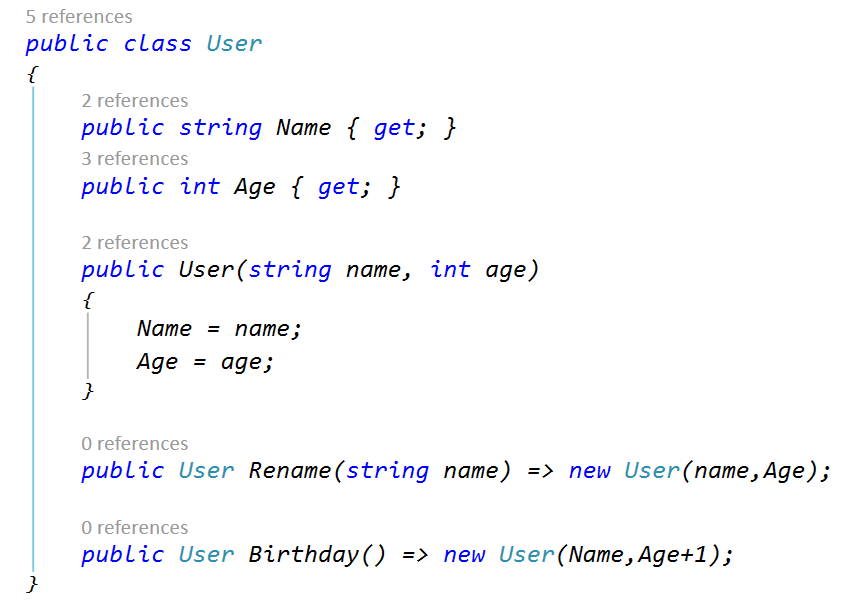 5 references
public class User
{
2 references
public string Name { get; }
3 references
public int Age { get; }
2 references
public User(string name, int age)
{
Name = name;
Age = age;
}
0 references
public User Rename(string name) => new User(name,Age);
0 references
public User Birthday() => new User(Name,Age+1);
}